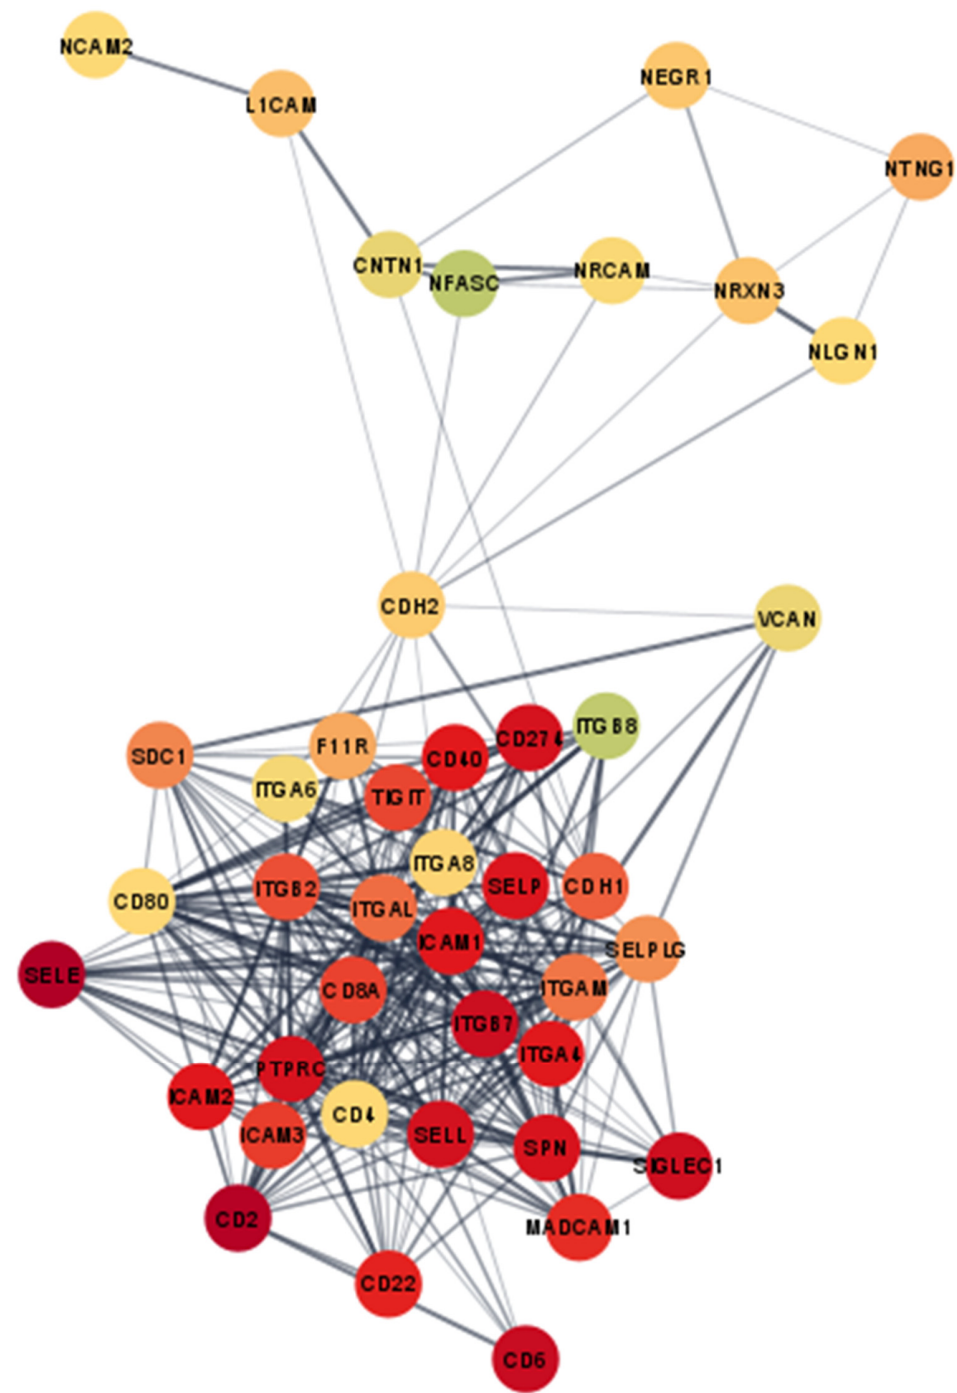 NCAM2
L1CAM
NEGR1
NTNG1
CNTN1
NFASC
NRCAM
NRXN3
NLGN1
CDH2
VCAN
SDC1
F11R
CD40
CD274
ITGB8
ITGA6
TIGIT
ITGA8
CD80
ITGB2
ITGAL
SELP
CDH1
ICAM1
SELPLG
SELE
CD8A
ITGAM
ITGB7
ITGA4
PTPRC
ICAM2
CD4
ICAM3
SELL
SPN
SIGLEC1
CD2
MADCAM1
CD22
CD6